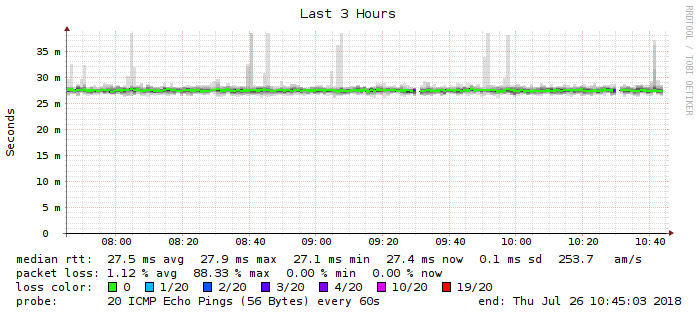 Last 3 Hours
RRDTOOL / TOBI OETIKER
Seconds
35 m
30 m
25 m
20 m
15 m
10 m
5 m
0
08:00 08:20 08:40 09:00 09:20 09:40 10:00 10:20 10:40
median rtt: 27.5 ms avg 27.9 ms max 27.1 ms min 27.4 ms now 0.1 ms sd 253.7 am/s
packet loss: 1.12 % avg 88.33 % max 0.00 % min 0.00 % now
loss color: 0 1/20 2/20 3/20 4/20 10/20 19/20
probe: 20 ICMP Echo Pings (56 Bytes) every 60s end: Thu Jul 26 10:45:03 2018